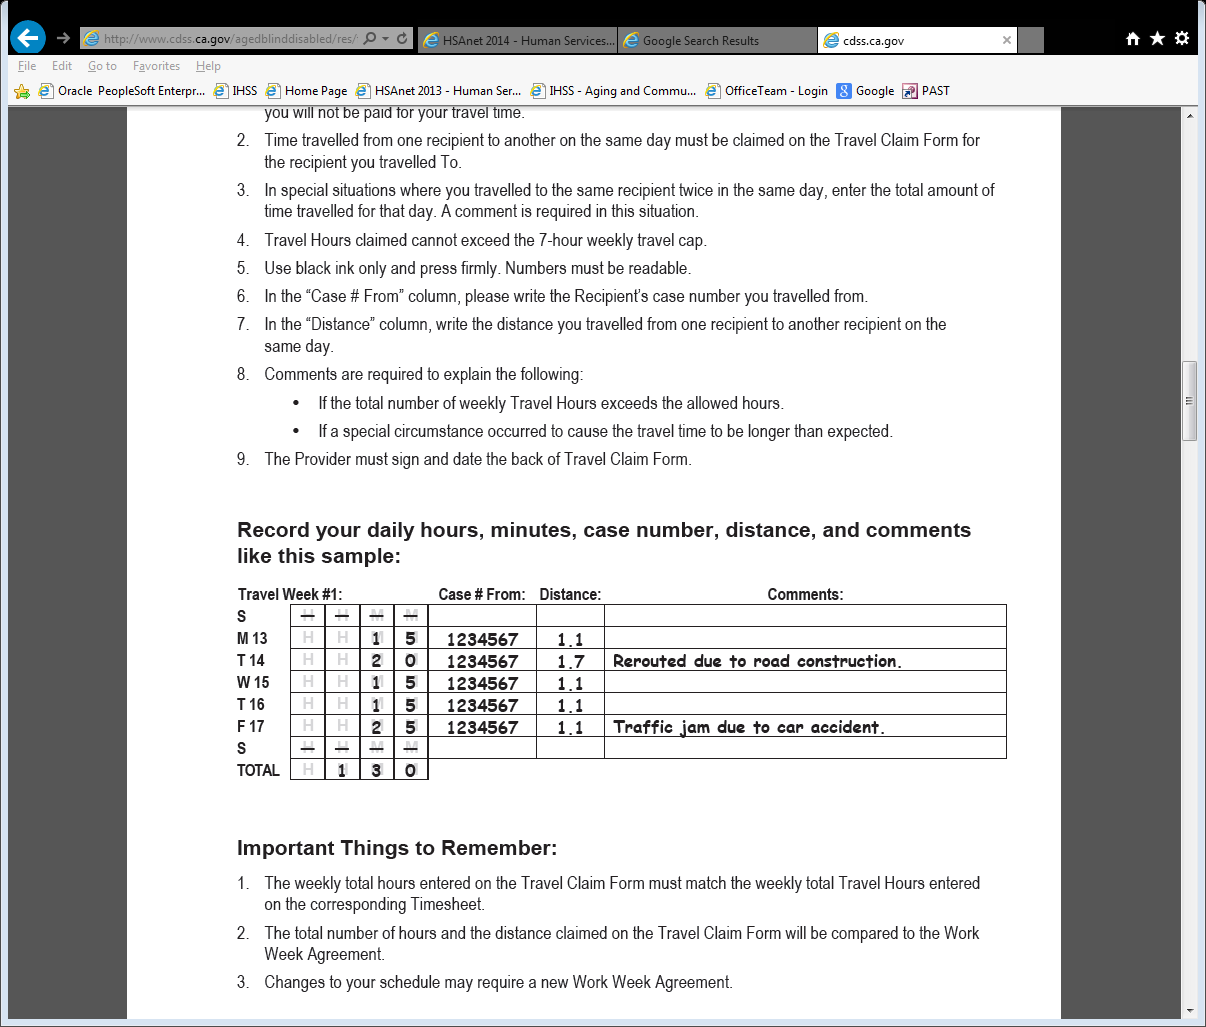 http://www.cdss.ca.gov/agedblinddisabled/res/
HSAnet 2014 - Human Services...
Google Search Results
cdss.ca.gov
File Edit Go to Favorites Help
Oracle PeopleSoft Enterpr... IHSS Home Page HSAnet 2013 - Human Ser... IHSS - Aging and Commu... OfficeTeam - Login Google PAST
you will not be paid for your travel time.
2. Time travelled from one recipient to another on the same day must be claimed on the Travel Claim Form for
the recipient you travelled To.
3. In special situations where you travelled to the same recipient twice in the same day, enter the total amount of
time travelled for that day. A comment is required in this situation.
4. Travel Hours claimed cannot exceed the 7-hour weekly travel cap.
5. Use black ink only and press firmly. Numbers must be readable.
6. In the “Case # From” column, please write the Recipient’s case number you travelled from.
7. In the “Distance” column, write the distance you travelled from one recipient to another recipient on the
same day.
8. Comments are required to explain the following:
• If the total number of weekly Travel Hours exceeds the allowed hours.
• If a special circumstance occurred to cause the travel time to be longer than expected.
9. The Provider must sign and date the back of Travel Claim Form.
Record your daily hours, minutes, case number, distance, and comments
like this sample:
Travel Week #1: Case # From: Distance: Comments:
S H H M M
M 13 H H 1 5 1234567 1.1
T 14 H H 2 0 1234567 1.7 Rerouted due to road construction.
W 15 H H 1 5 1234567 1.1
T 16 H H 1 5 1234567 1.1
F 17 H H 2 5 1234567 1.1 Traffic jam due to car accident.
S H H M M
TOTAL H 1 3 0
Important Things to Remember:
1. The weekly total hours entered on the Travel Claim Form must match the weekly total Travel Hours entered
on the corresponding Timesheet.
2. The total number of hours and the distance claimed on the Travel Claim Form will be compared to the Work
Week Agreement.
3. Changes to your schedule may require a new Work Week Agreement.